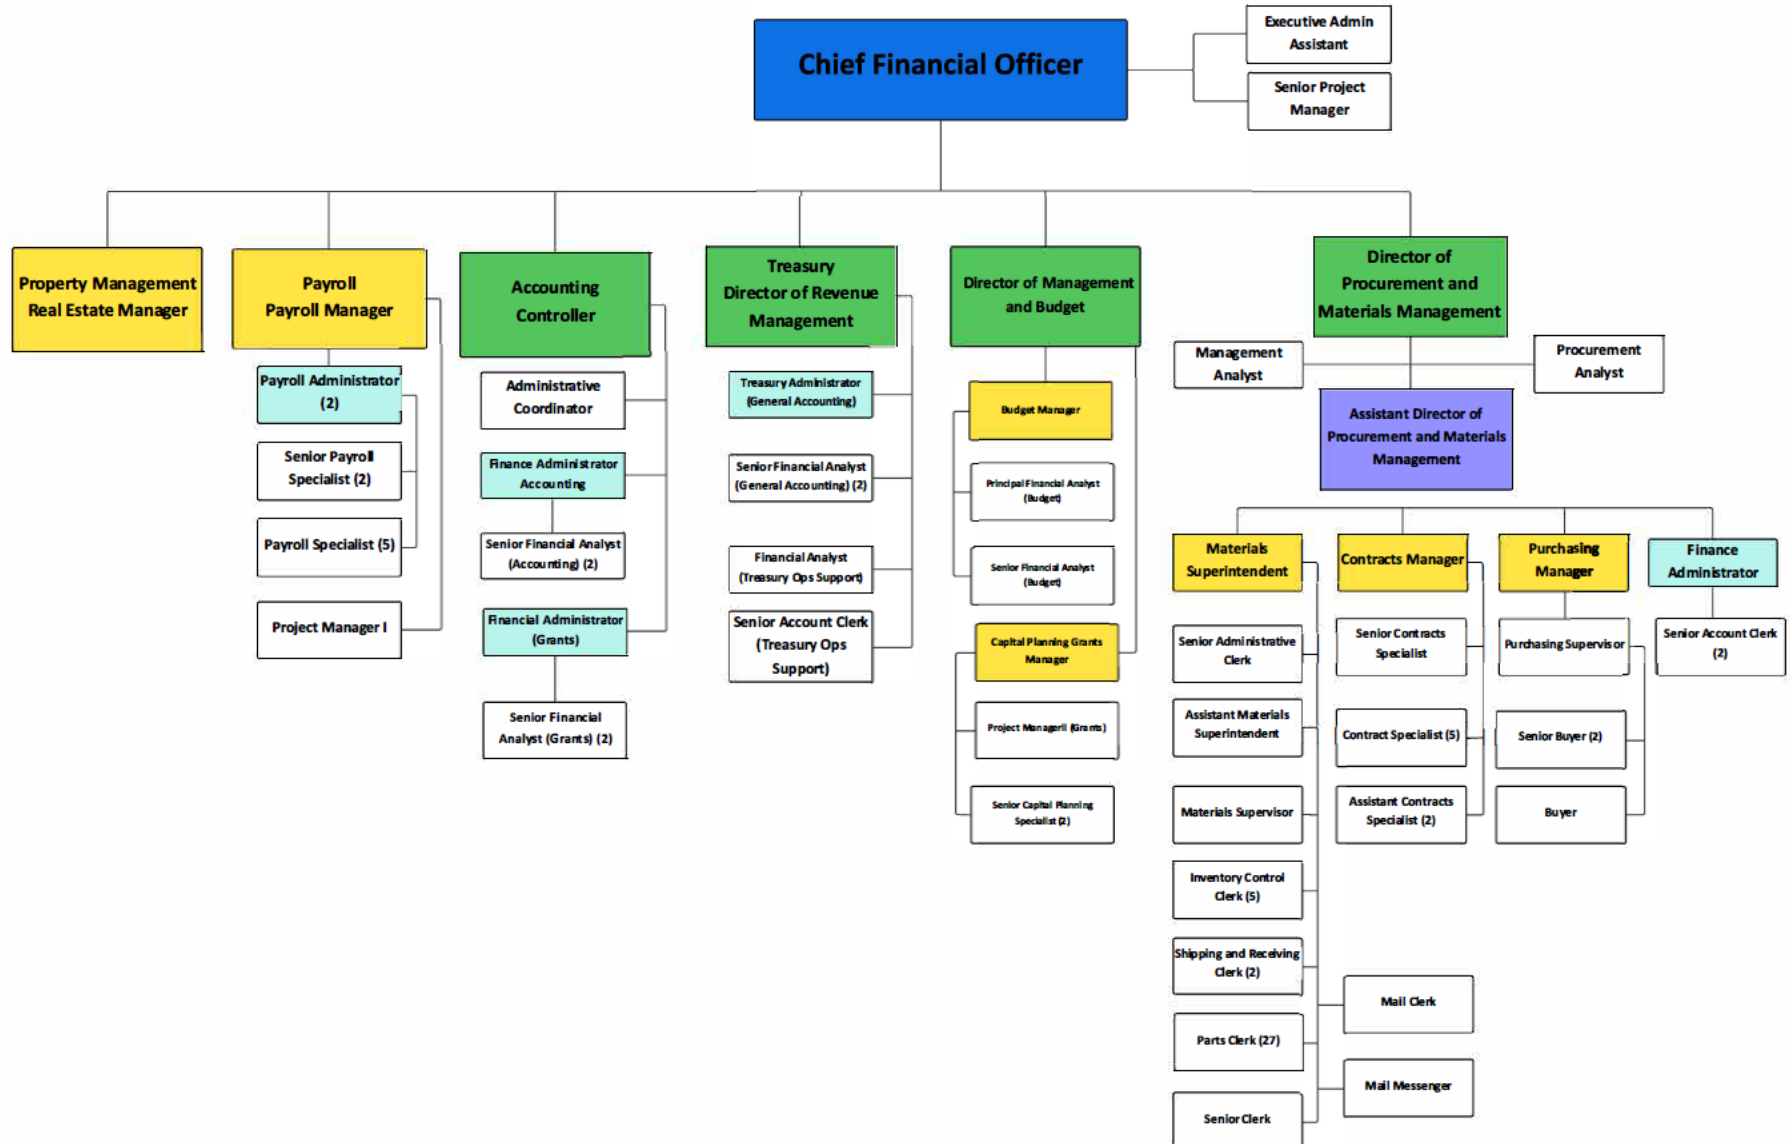 Chief Financial Officer
Executive Admin
Assistant
Senior Project
Manager
Property Management
Real Estate Manager
Payroll
Payroll Manager
Payroll Administrator
(2)
Senior Payroll
Specialist (2)
Payroll Specialist (5)
Project Manager I
Accounting
Controller
Administrative
Coordinator
Finance Administrator
Accounting
Senior Financial Analyst
(Accounting) (2)
Financial Administrator
(Grants)
Senior Financial
Analyst (Grants) (2)
Treasury
Director of Revenue
Management
Treasury Administrator
(General Accounting)
Senior Financial Analyst
(General Accounting) (2)
Financial Analyst
(Treasury Ops Support)
Senior Account Clerk
(Treasury Ops
Support)
Director of Management
and Budget
Budget Manager
Principal Financial Analyst
(Budget)
Senior Financial Analyst
(Budget)
Capital Planning Grants
Manager
Project ManagerII (Grants)
Senior Capital Planning
Specialist (2)
Director of
Procurement and
Materials Management
Management
Analyst
Procurement
Analyst
Assistant Director of
Procurement and Materials
Management
Materials
Superintendent
Senior Administrative
Clerk
Assistant Materials
Superintendent
Materials Supervisor
Inventory Control
Clerk (5)
Shipping and Receiving
Clerk (2)
Parts Clerk (27)
Senior Clerk
Mail Clerk
Mail Messenger
Contracts Manager
Senior Contracts
Specialist
Contract Specialist (5)
Assistant Contracts
Specialist (2)
Purchasing
Manager
Purchasing Supervisor
Senior Buyer (2)
Buyer
Finance
Administrator
Senior Account Clerk
(2)